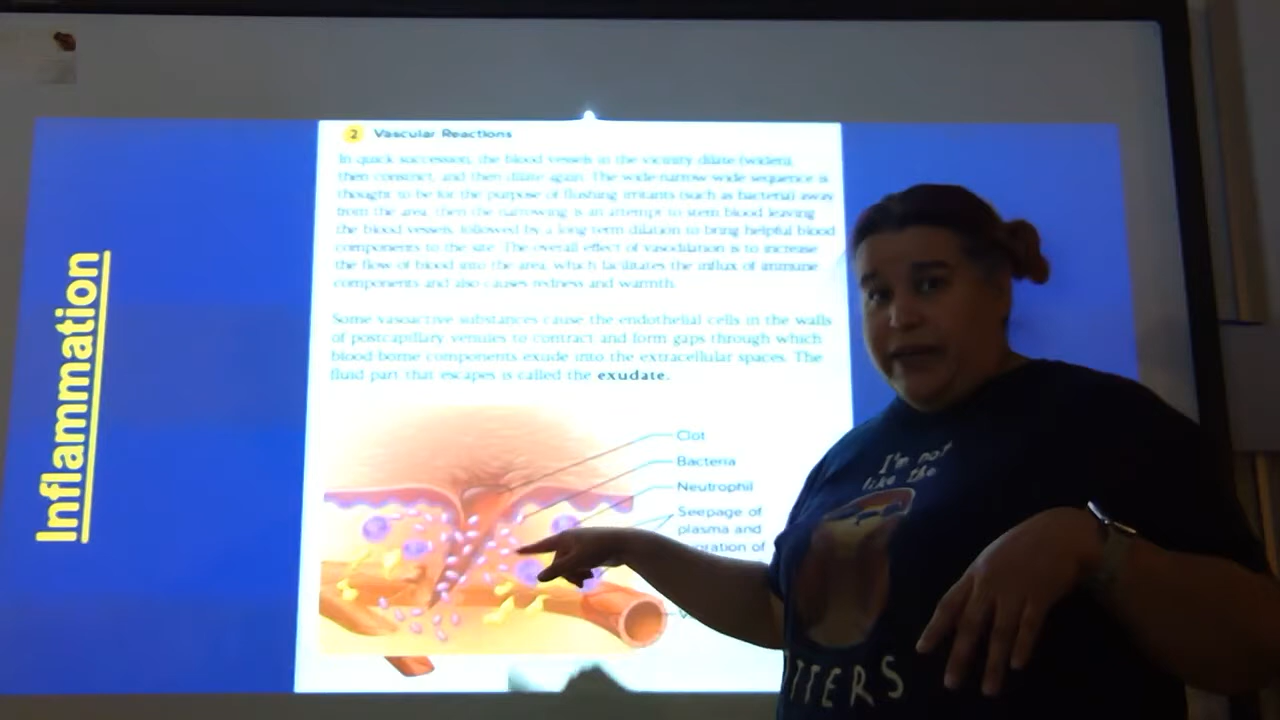 Inflammation
2 Vascular Reactions
In quick succession, the blood vessels in the vicinity dilate (widen),
then constrict, and then dilate again. The wide-narrow-wide sequence is
thought to be for the purpose of flushing irritants (such as bacteria) away
from the area, then the narrowing is an attempt to stem blood leaving
the blood vessels, followed by a long-term dilation to bring helpful blood
components to the site. The overall effect of vasodilation is to increase
the flow of blood into the area, which facilitates the influx of immune
components and also causes redness and warmth.
Some vasoactive substances cause the endothelial cells in the walls
of postcapillary venules to contract and form gaps through which
blood-borne components exude into the extracellular spaces. The
fluid part that escapes is called the exudate.
Clot
Bacteria
Neutrophil
Seepage of
plasma and
of
I'm not
like the